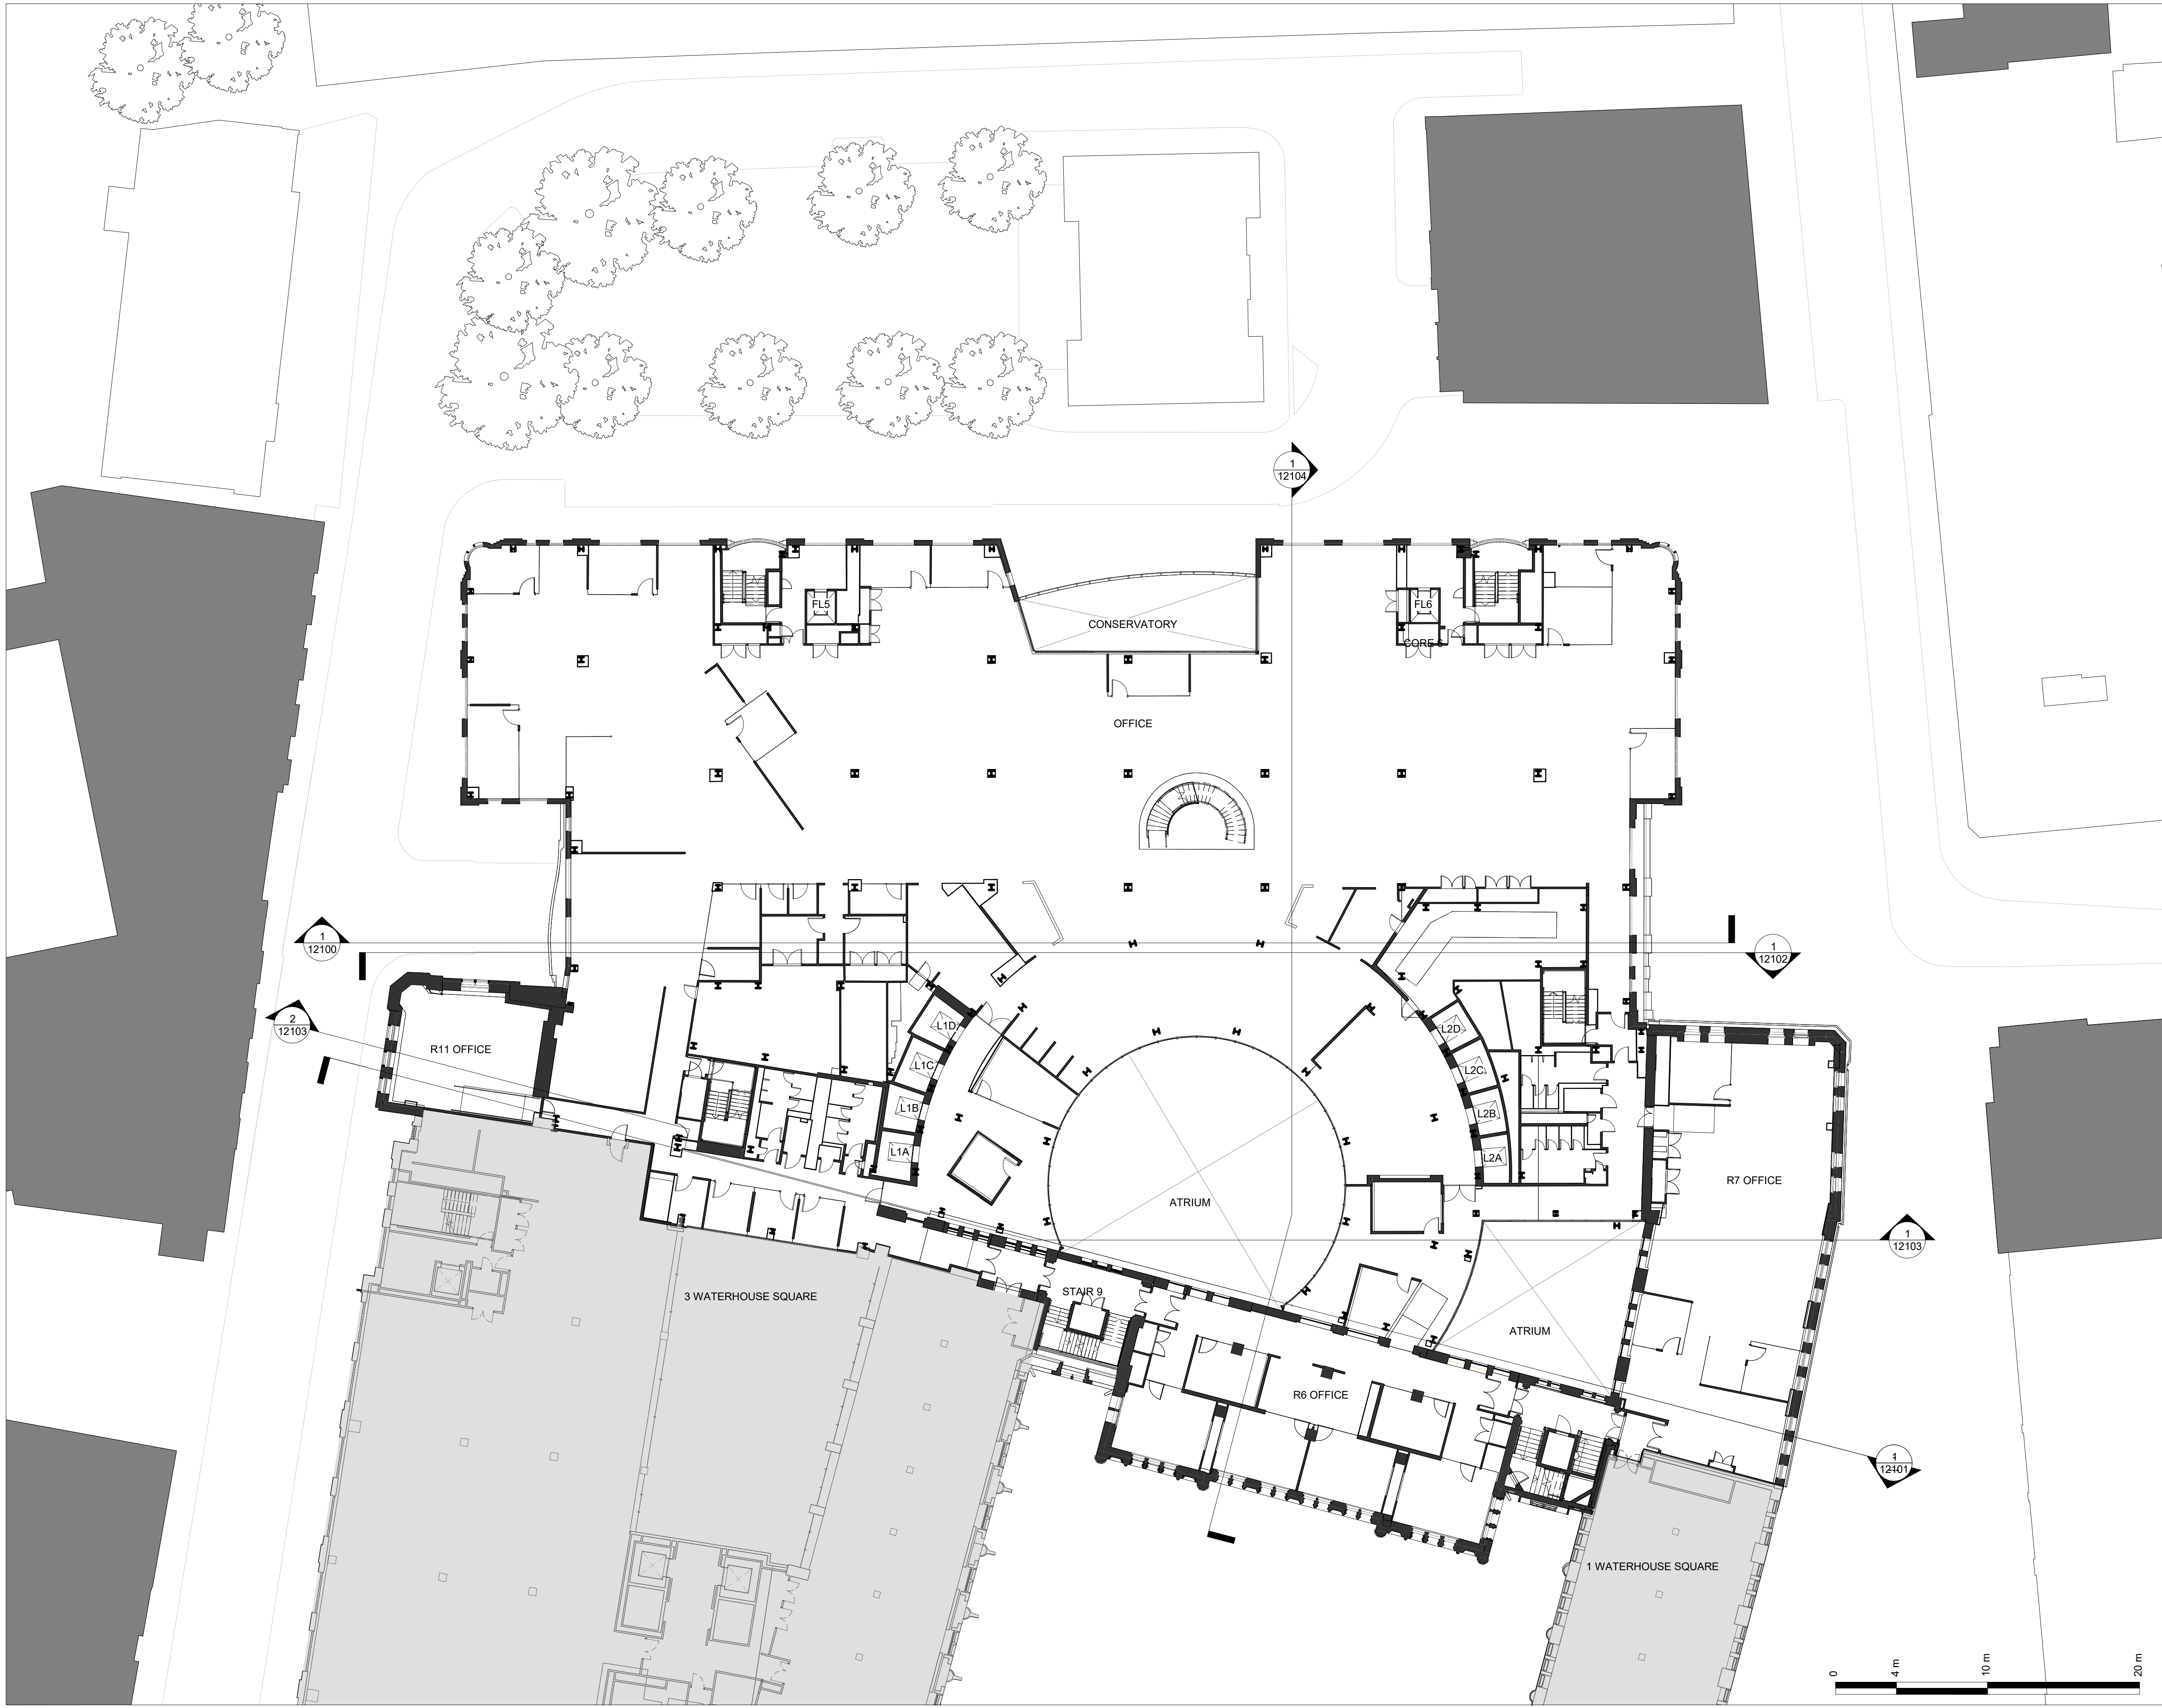 1
12104
FL5
FL6
CONSERVATORY
CORE 6
OFFICE
1
12100
1
12102
2
12103
L1D
L2D
R11 OFFICE
L1C
L2C
L1B
L2B
L1A
L2A
R7 OFFICE
ATRIUM
1
12103
STAIR 9
3 WATERHOUSE SQUARE
ATRIUM
R6 OFFICE
1
12101
1 WATERHOUSE SQUARE
0
4 m
10 m
20 m